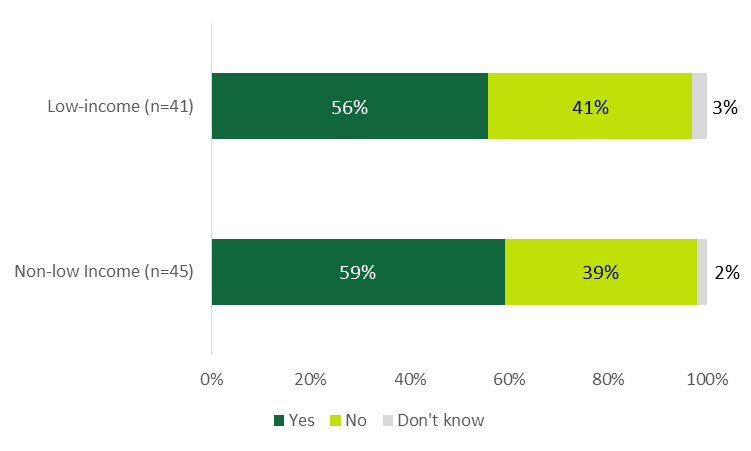 Low-income (n=41)
56%
41%
3%
Non-low Income (n=45)
59%
39%
2%
0%
20%
40%
60%
80%
100%
Yes
No
Don't know